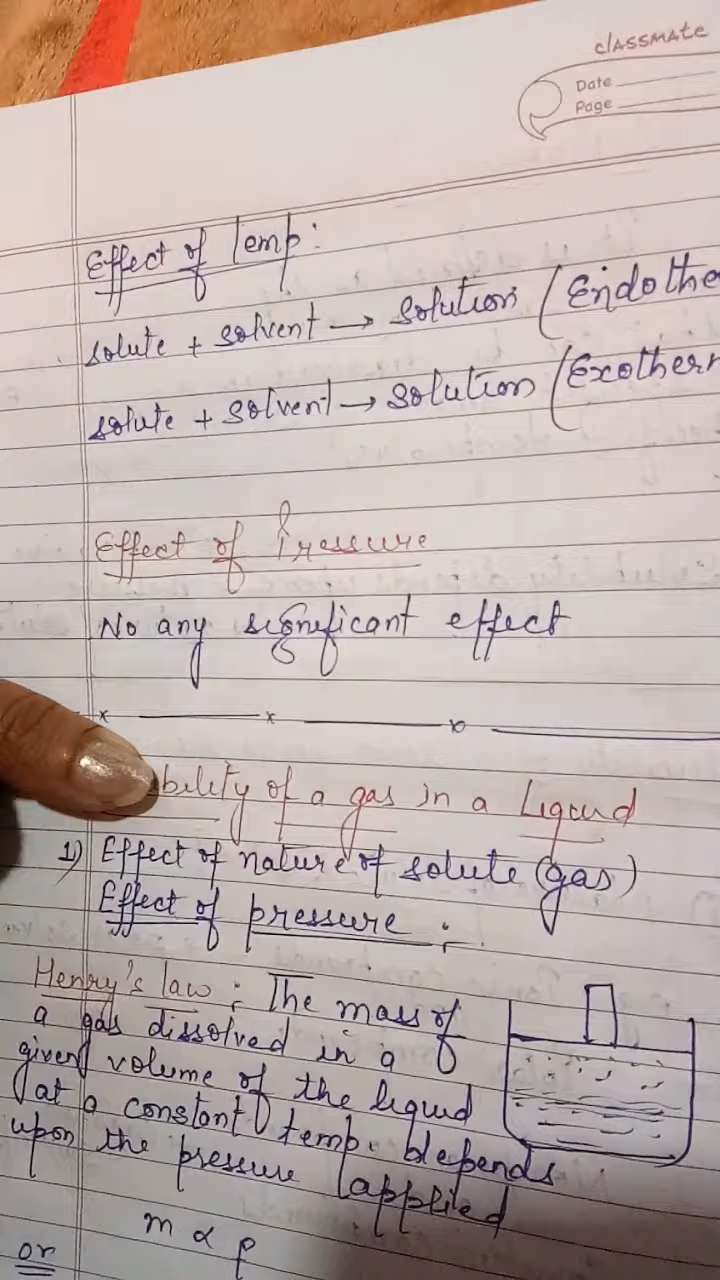 classmate
Date
Page
Effect of Temp:
solute + solvent → solution (Endothe
solute + solvent → solution (Exother
Effect of Pressure
No any significant effect
bility of a gas in a Liquid
1) Effect of nature of solute (gas)
Effect of pressure :
Henry's law : The mass of
a gas dissolved in a
given volume of the liquid
at a constant temp. depends
upon the pressure applied
m ∝ p
or